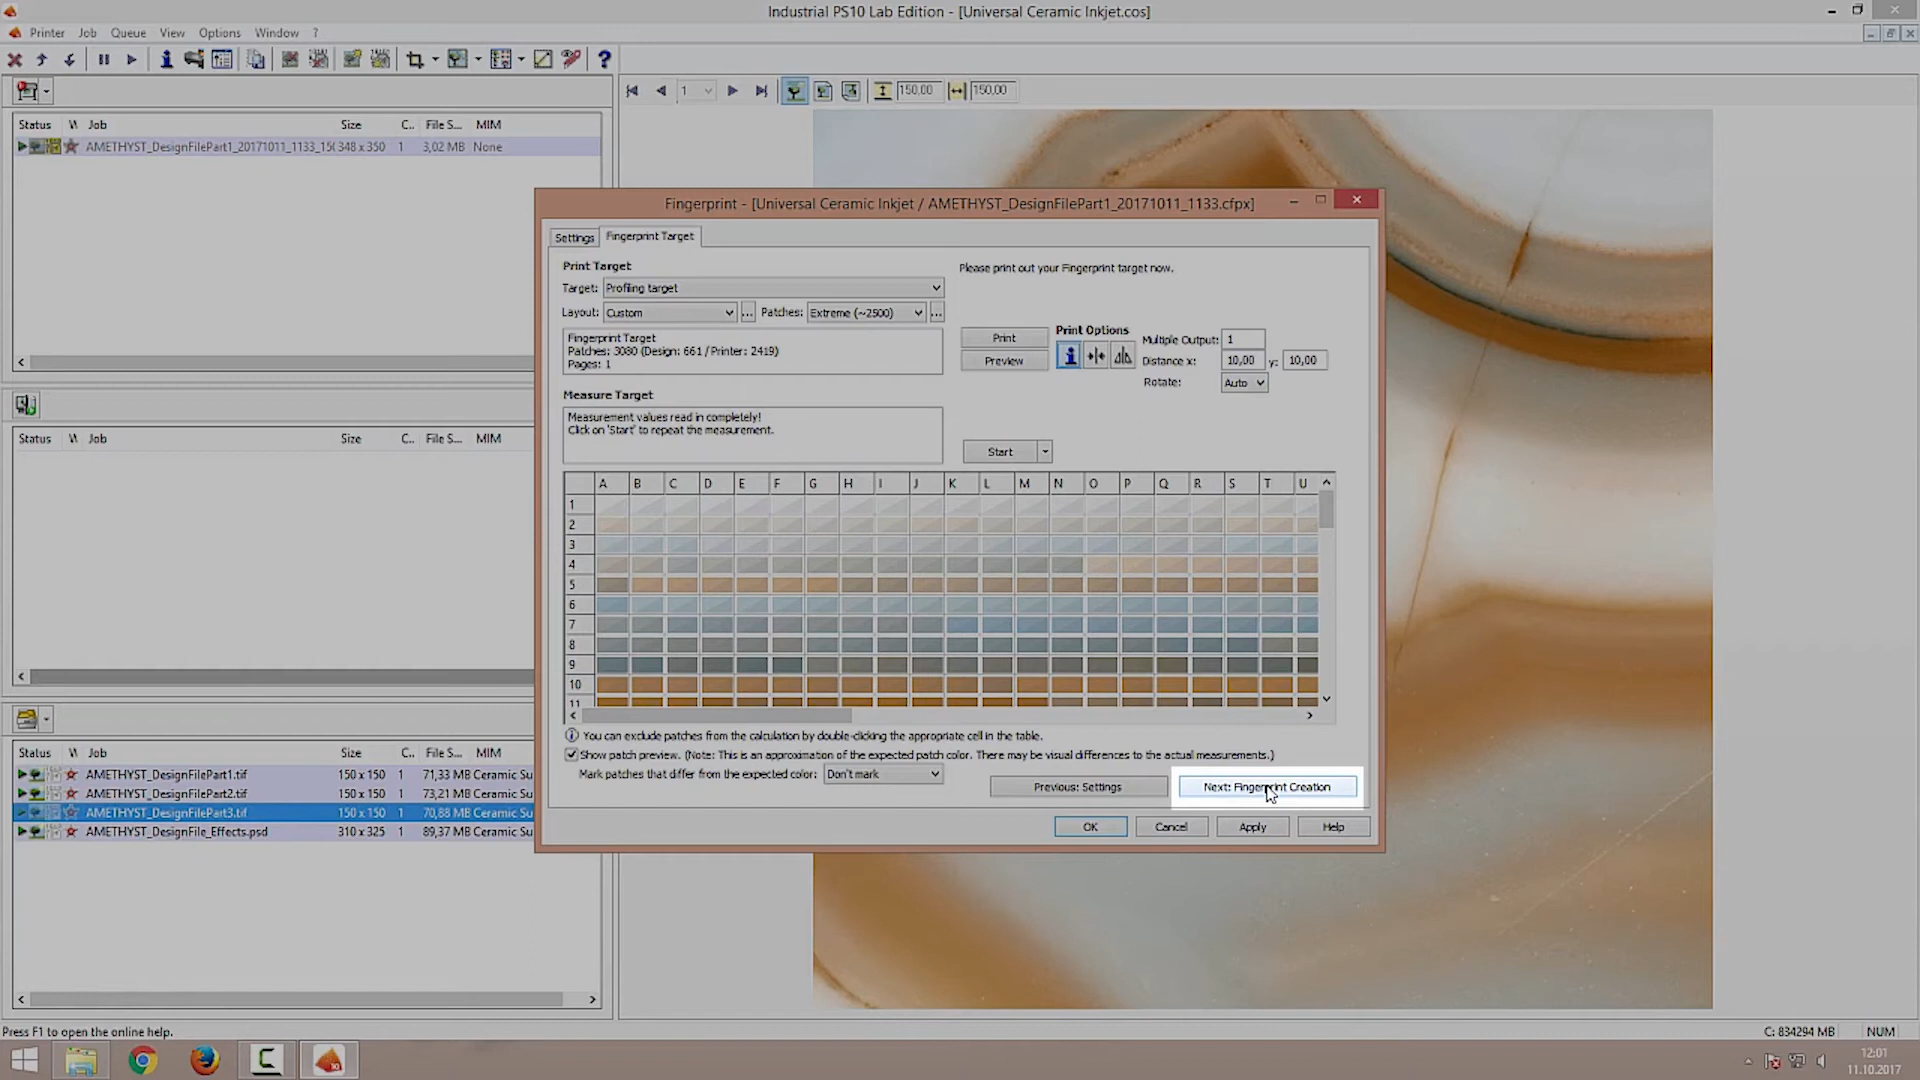 Industrial PS10 Lab Edition - [Universal Ceramic Inkjet.cos]
Printer Job Queue View Options Window ?
1 150,00 150,00
Status \/\ Job Size C.. File S... MIM
AMETHYST_DesignFilePart1_20171011_1133_15( 348 x 350 1 3,02 MB None
Fingerprint - [Universal Ceramic Inkjet / AMETHYST_DesignFilePart1_20171011_1133.cfpx]
Settings Fingerprint Target
Print Target
Please print out your Fingerprint target now.
Target: Profiling target
Layout: Custom ... Patches: Extreme (~2500) ...
Fingerprint Target
Patches: 3080 (Design: 661 / Printer: 2419)
Pages: 1
Print
Preview
Print Options
Multiple Output: 1
Distance x: 10,00 y: 10,00
Rotate: Auto
Measure Target
Measurement values read in completely!
Click on 'Start' to repeat the measurement.
Start
A B C D E F G H I J K L M N O P Q R S T U
1
2
3
4
5
6
7
8
9
10
11
You can exclude patches from the calculation by double-clicking the appropriate cell in the table.
Show patch preview. (Note: This is an approximation of the expected patch color. There may be visual differences to the actual measurements.)
Mark patches that differ from the expected color: Don't mark
Previous: Settings Next: Fingerprint Creation
OK Cancel Apply Help
Status \/\ Job Size C.. File S... MIM
Status \/\ Job Size C.. File S... MIM
AMETHYST_DesignFilePart1.tif 150 x 150 1 71,33 MB Ceramic Su
AMETHYST_DesignFilePart2.tif 150 x 150 1 73,21 MB Ceramic Su
AMETHYST_DesignFilePart3.tif 150 x 150 1 70,88 MB Ceramic Su
AMETHYST_DesignFile_Effects.psd 310 x 325 1 89,37 MB Ceramic Su
Press F1 to open the online help.
C: 834294 MB NUM
12:01
11.10.2017